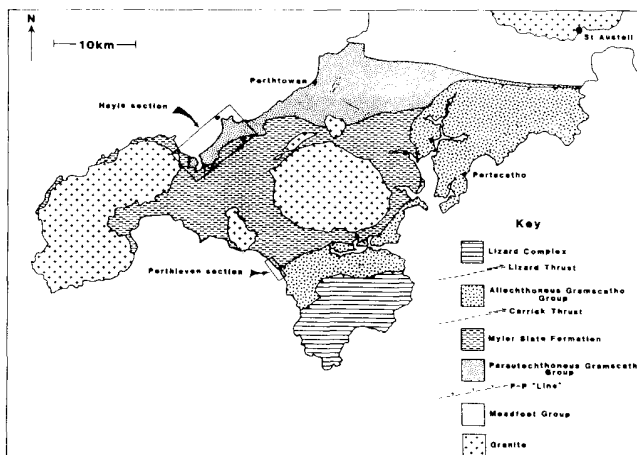 N
10km
St Austell
Porthtowan
Hayle section
Portscatho
Key
Lizard Complex
Lizard Thrust
Allochthonous Gramscatho
Group
Carrick Thrust
Porthleven section
Mylor Slate Formation
Parautochthonous Gramscatho
Group
P-P "Line"
Meadfoot Group
Granite